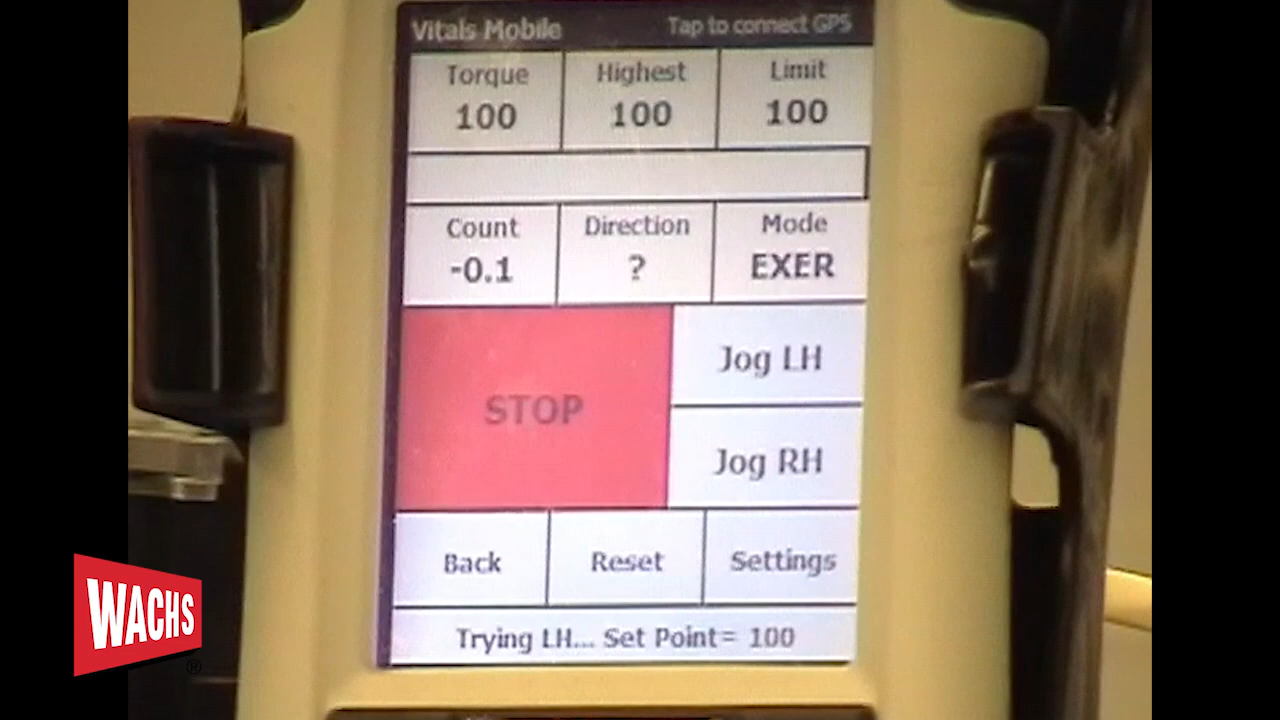 Vitals Mobile Tap to connect GPS
Torque Highest Limit
100 100 100
Count Direction Mode
-0.1 ? EXER
STOP
Jog LH
Jog RH
Back Reset Settings
Trying LH... Set Point= 100
WACHS
®